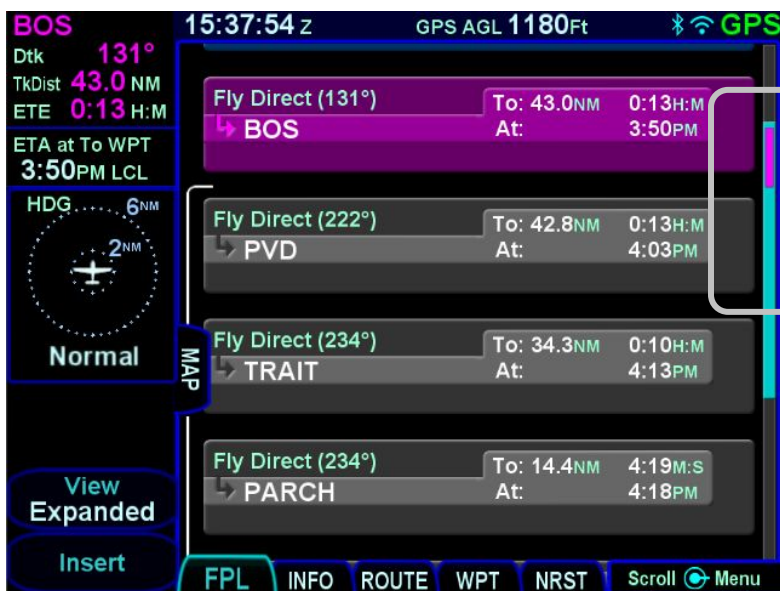 BOS
15:37:54 Z
GPS AGL 1180Ft
GPS
Dtk 131°
TkDist 43.0 NM
ETE 0:13 H:M
ETA at To WPT
3:50PM LCL
HDG 6NM
2NM
Normal
MAP
View
Expanded
Insert
Fly Direct (131°) To: 43.0NM 0:13H:M
BOS At: 3:50PM
Fly Direct (222°) To: 42.8NM 0:13H:M
PVD At: 4:03PM
Fly Direct (234°) To: 34.3NM 0:10H:M
TRAIT At: 4:13PM
Fly Direct (234°) To: 14.4NM 4:19M:S
PARCH At: 4:18PM
FPL INFO ROUTE WPT NRST Scroll Menu